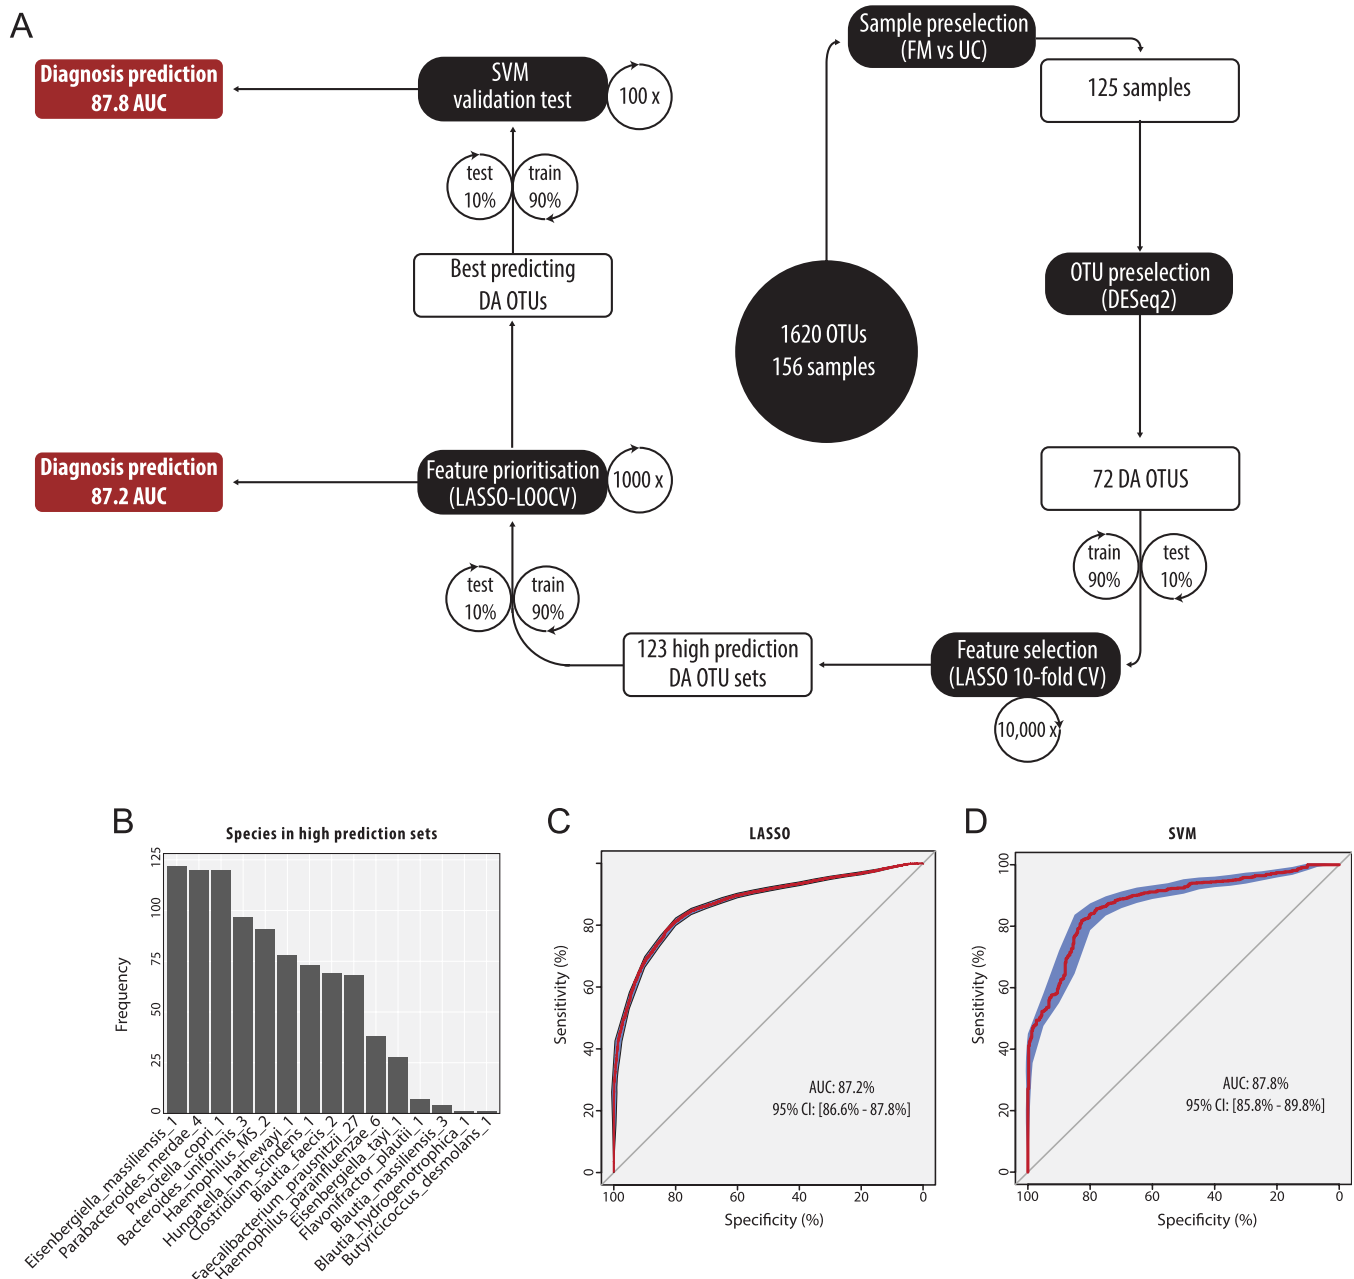 A
Sample preselection
(FM vs UC)
125 samples
OTU preselection
(DESeq2)
72 DA OTUS
train
90%
test
10%
Feature selection
(LASSO 10-fold CV)
10,000 x
123 high prediction
DA OTU sets
test
10%
train
90%
Feature prioritisation
(LASSO-LOOCV)
1000 x
Diagnosis prediction
87.2 AUC
Best predicting
DA OTUs
test
10%
train
90%
SVM
validation test
100 x
Diagnosis prediction
87.8 AUC
1620 OTUs
156 samples
B
Species in high prediction sets
Frequency
125
100
75
50
25
0
Eisenbergiella_massiliensis_1
Parabacteroides_merdae_4
Prevotella_copri_1
Bacteroides_uniformis_3
Haemophilus_MS_2
Hungatella_hathewayi_1
Clostridium_scindens_1
Blautia_faecis_2
Faecalibacterium_prausnitzii_27
Haemophilus_parainfluenzae_6
Eisenbergiella_tayi_1
Flavonifractor_plautii_1
Blautia_massiliensis_3
Blautia_hydrogenotrophica_1
Butyricicoccus_desmolans_1
C
LASSO
Sensitivity (%)
80
60
40
20
0
AUC: 87.2%
95% CI: [86.6% - 87.8%]
100
80
60
40
20
0
Specificity (%)
D
SVM
Sensitivity (%)
100
80
60
40
20
0
AUC: 87.8%
95% CI: [85.8% - 89.8%]
100
80
60
40
20
0
Specificity (%)